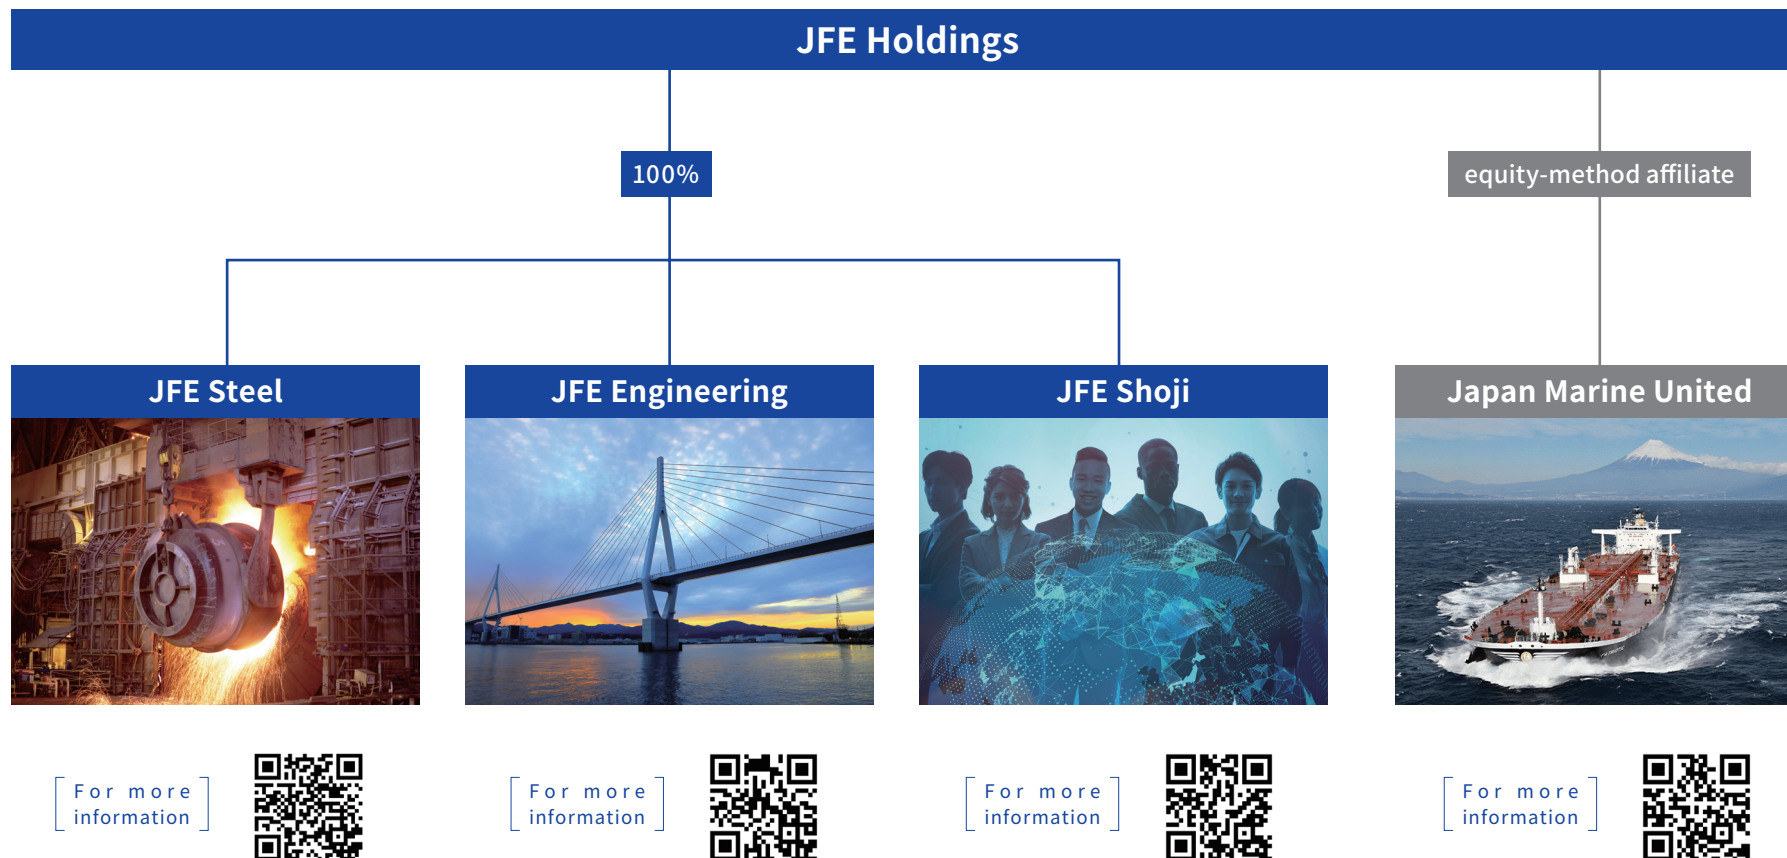 JFE Holdings
100%
equity-method affiliate
JFE Steel
JFE Engineering
JFE Shoji
Japan Marine United
For more
information
For more
information
For more
information
For more
information